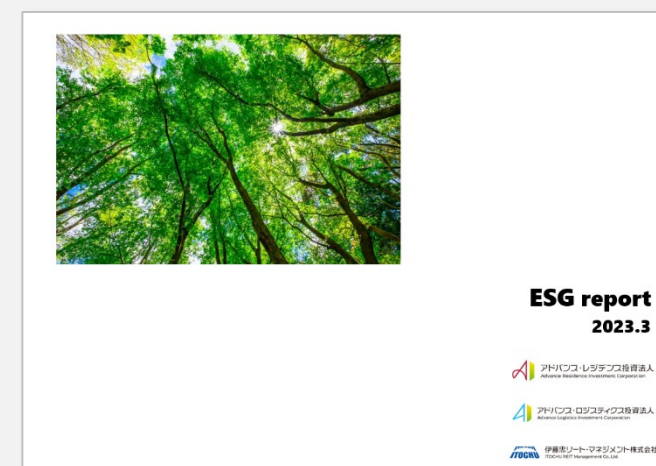 ESG report
2023.3
アドバンス・レジデンス投資法人
Advance Residence Investment Corporation
アドバンス・ロジスティクス投資法人
Advance Logistics Investment Corporation
ITOCHU
伊藤忠リート・マネジメント株式会社
ITOCHU REIT Management Co.,Ltd.